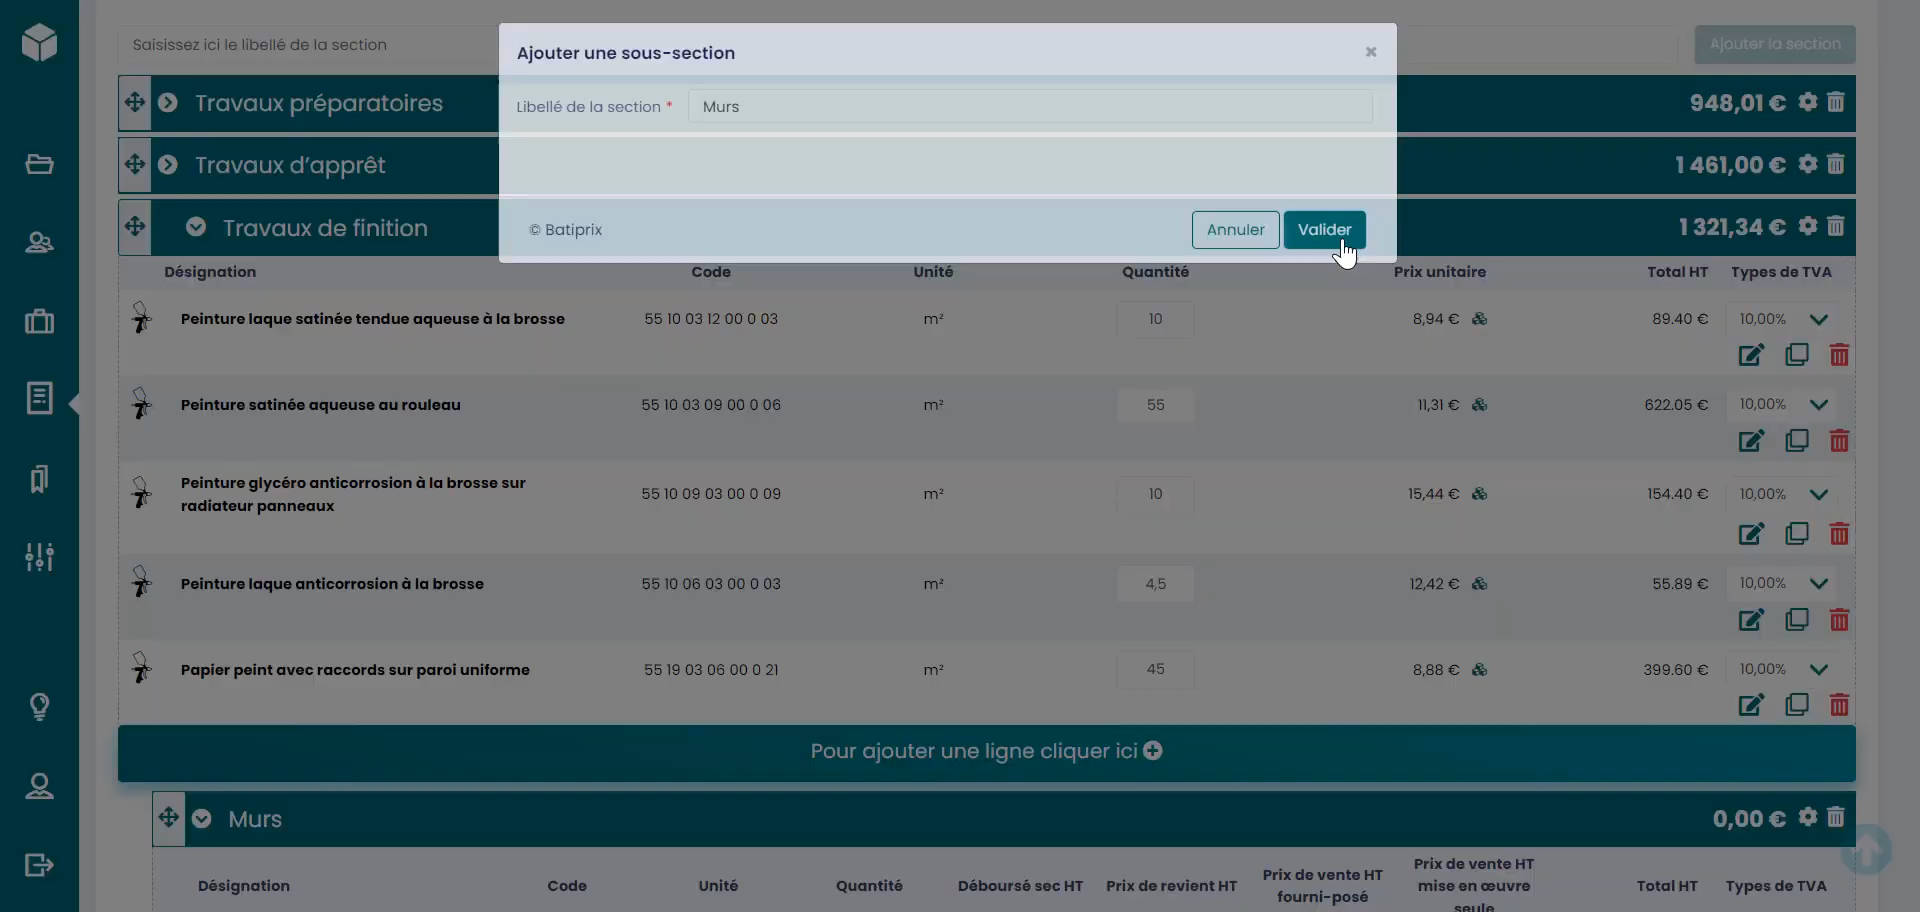 Saisissez ici le libellé de la section
Ajouter une sous-section
×
Ajouter la section
Libellé de la section * Murs
Travaux préparatoires
948,01 €
Travaux d'apprêt
1 461,00 €
© Batiprix
Annuler
Valider
Travaux de finition
1 321,34 €
Désignation Code Unité Quantité Prix unitaire Total HT Types de TVA
Peinture laque satinée tendue aqueuse à la brosse 55 10 03 12 00 0 03 m² 10 8,94 € 89.40 € 10,00%
Peinture satinée aqueuse au rouleau 55 10 03 09 00 0 06 m² 55 11,31 € 622.05 € 10,00%
Peinture glycéro anticorrosion à la brosse sur
radiateur panneaux
55 10 09 03 00 0 09 m² 10 15,44 € 154.40 € 10,00%
Peinture laque anticorrosion à la brosse 55 10 06 03 00 0 03 m² 4,5 12,42 € 55.89 € 10,00%
Papier peint avec raccords sur paroi uniforme 55 19 03 06 00 0 21 m² 45 8,88 € 399.60 € 10,00%
Pour ajouter une ligne cliquer ici
Murs
0,00 €
Désignation Code Unité Quantité Déboursé sec HT Prix de revient HT
Prix de vente HT
fourni-posé
Prix de vente HT
mise en œuvre
seule
Total HT Types de TVA